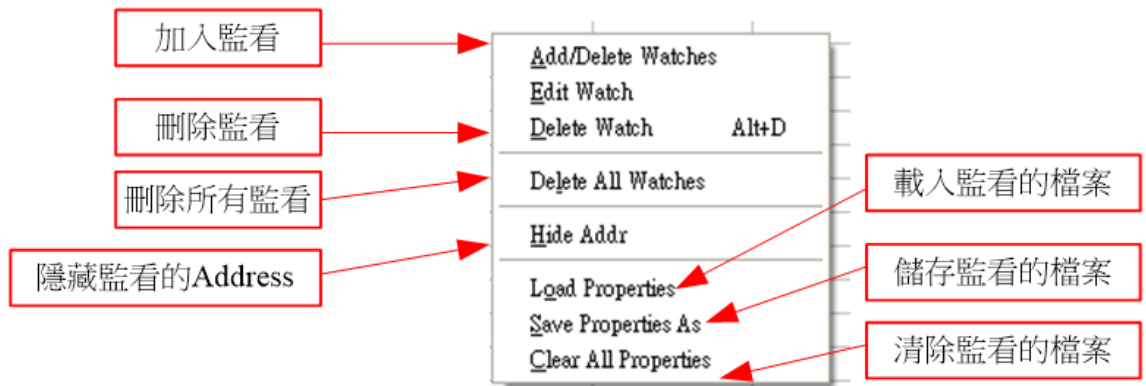 加入監看
刪除監看
刪除所有監看
隱藏監看的Address
Add/Delete Watches
Edit Watch
Delete Watch Alt+D
Delete All Watches
Hide Addr
Load Properties
Save Properties As
Clear All Properties
載入監看的檔案
儲存監看的檔案
清除監看的檔案